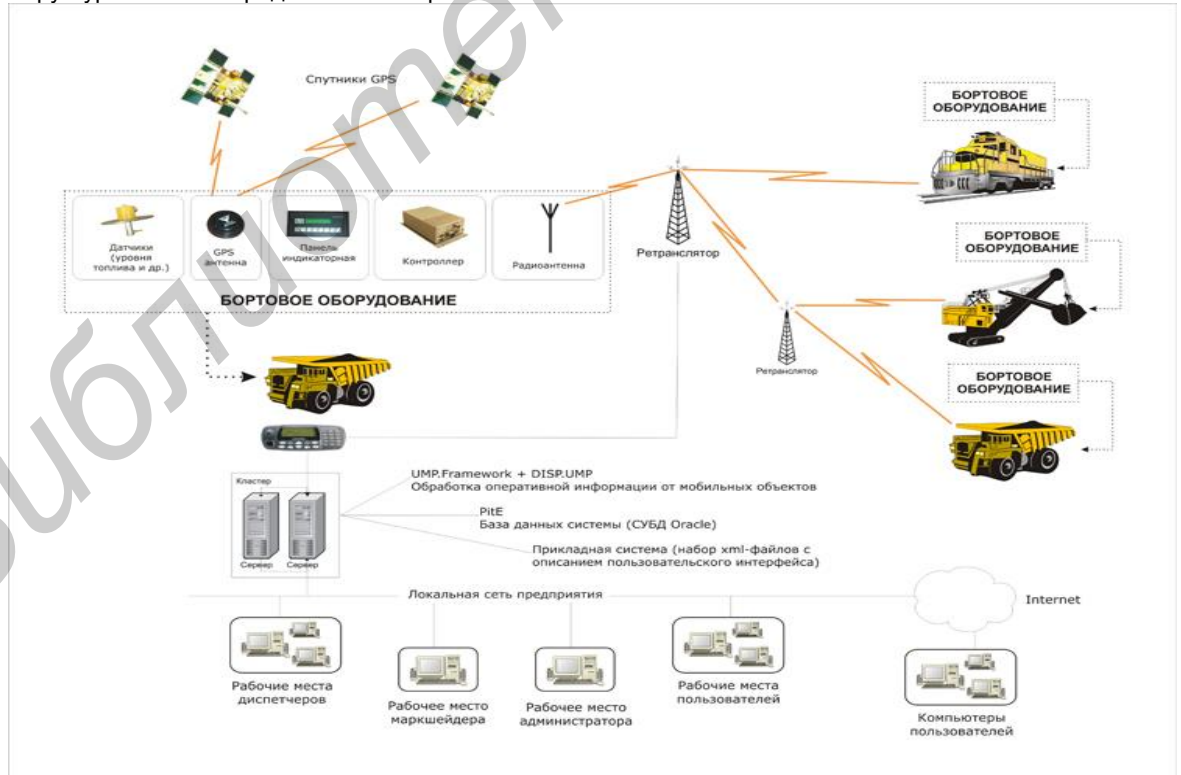 Спутники GPS
БОРТОВОЕ
ОБОРУДОВАНИЕ
Датчики
(уровня
топлива и др.)
GPS
антенна
Панель
индикаторная
Контроллер
Радиоантенна
БОРТОВОЕ ОБОРУДОВАНИЕ
Ретранслятор
БОРТОВОЕ
ОБОРУДОВАНИЕ
Ретранслятор
БОРТОВОЕ
ОБОРУДОВАНИЕ
Кластер
Сервер
Сервер
UMP.Framework + DISP.UMP
Обработка оперативной информации от мобильных объектов
PitE
База данных системы (СУБД Oracle)
Прикладная система (набор xml-файлов с
описанием пользовательского интерфейса)
Локальная сеть предприятия
Internet
Рабочие места
диспетчеров
Рабочее место
маркшейдера
Рабочее место
администратора
Рабочие места
пользователей
Компьютеры
пользователей